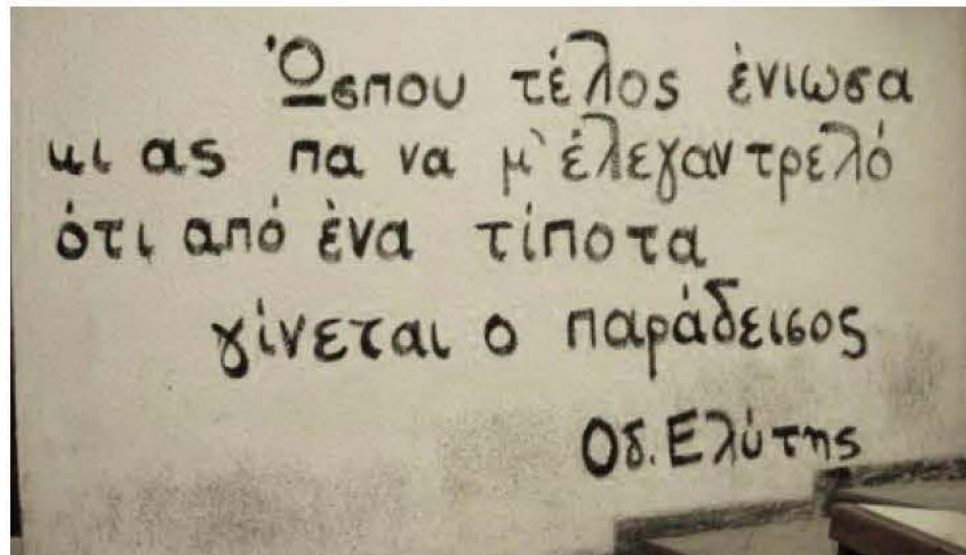 Ώσπου τέλος ένιωσα
κι ας πα να μ' έλεγαν τρελό
ότι από ένα τίποτα
γίνεται ο παράδεισος
Οδ. Ελύτης